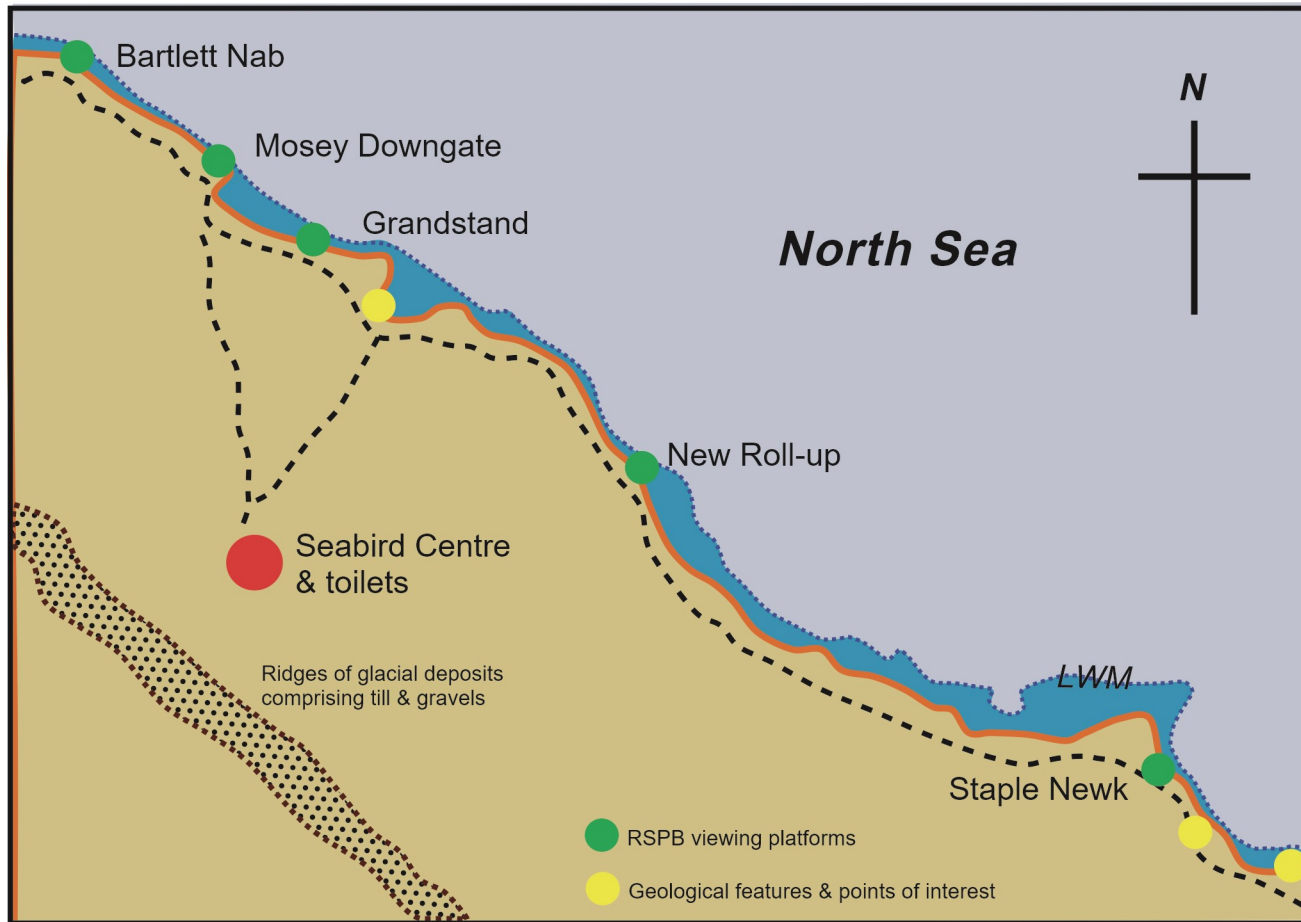 Bartlett Nab
N
Mosey Downgate
Grandstand
North Sea
New Roll-up
Seabird Centre
& toilets
Ridges of glacial deposits
comprising till & gravels
LWM
Staple Newk
RSPB viewing platforms
Geological features & points of interest